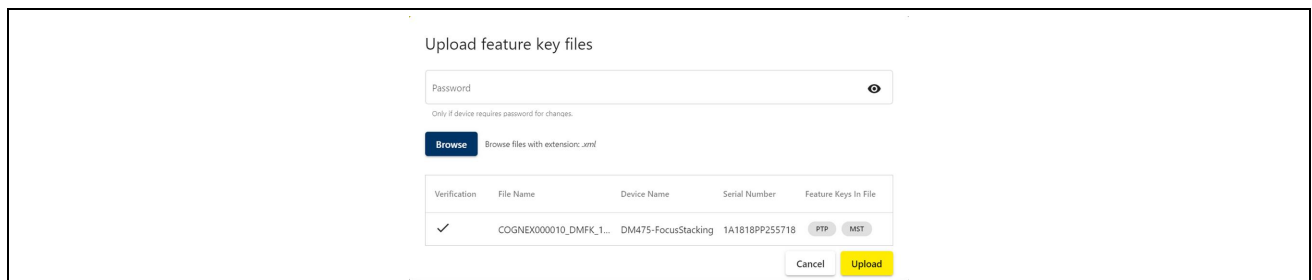 Upload feature key files
Password
Only if device requires password for changes.
Browse Browse files with extension: .xml
Verification File Name Device Name Serial Number Feature Keys In File
COGNEX000010_DMFK_1... DM475-FocusStacking 1A1818PP255718 PTP MST
Cancel Upload